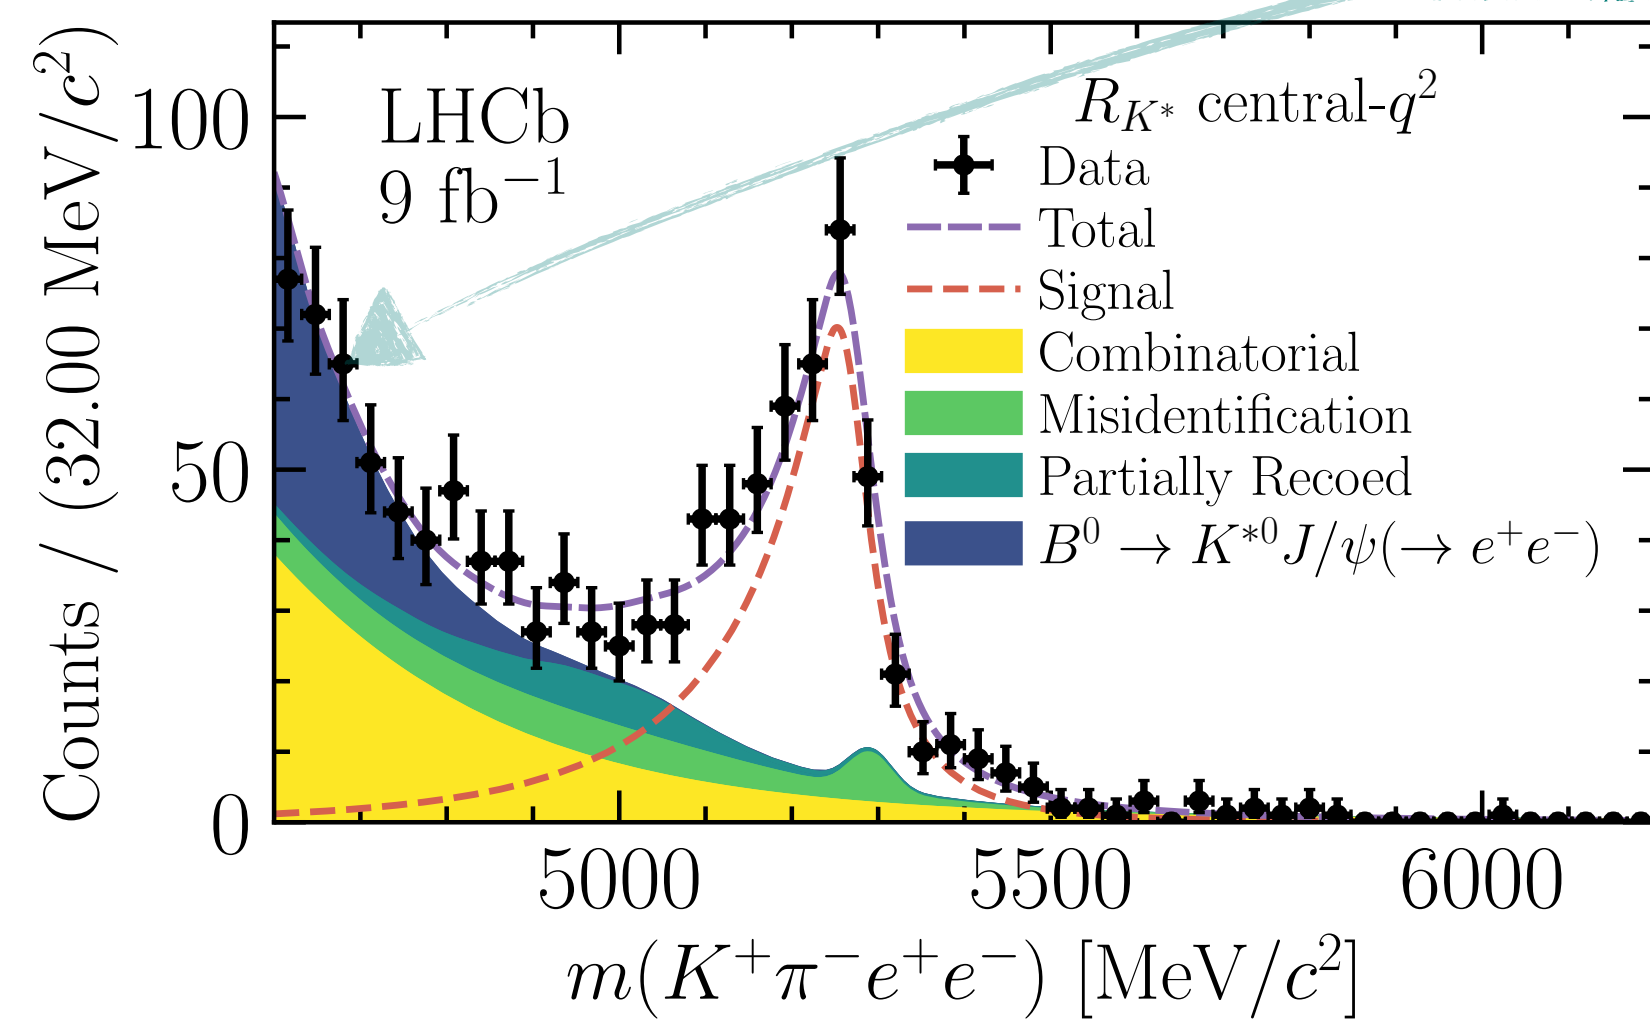 Counts / (32.00 MeV/c²)
100
50
0
LHCb
9 fb⁻¹
R_{K*} central-q²
Data
Total
Signal
Combinatorial
Misidentification
Partially Recoed
B⁰ → K*⁰J/ψ(→ e⁺e⁻)
5000 5500 6000
m(K⁺π⁻e⁺e⁻) [MeV/c²]